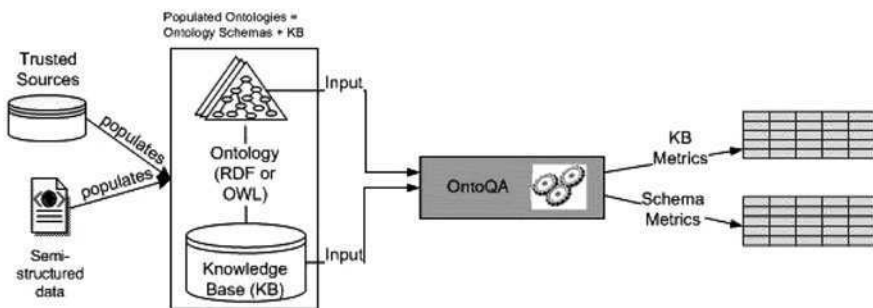 Populated Ontologies =
Ontology Schemas + KB
Trusted
Sources
populates
populates
Semi-
structured
data
Ontology
(RDF or
OWL)
Knowledge
Base (KB)
Input
Input
OntoQA
KB
Metrics
Schema
Metrics